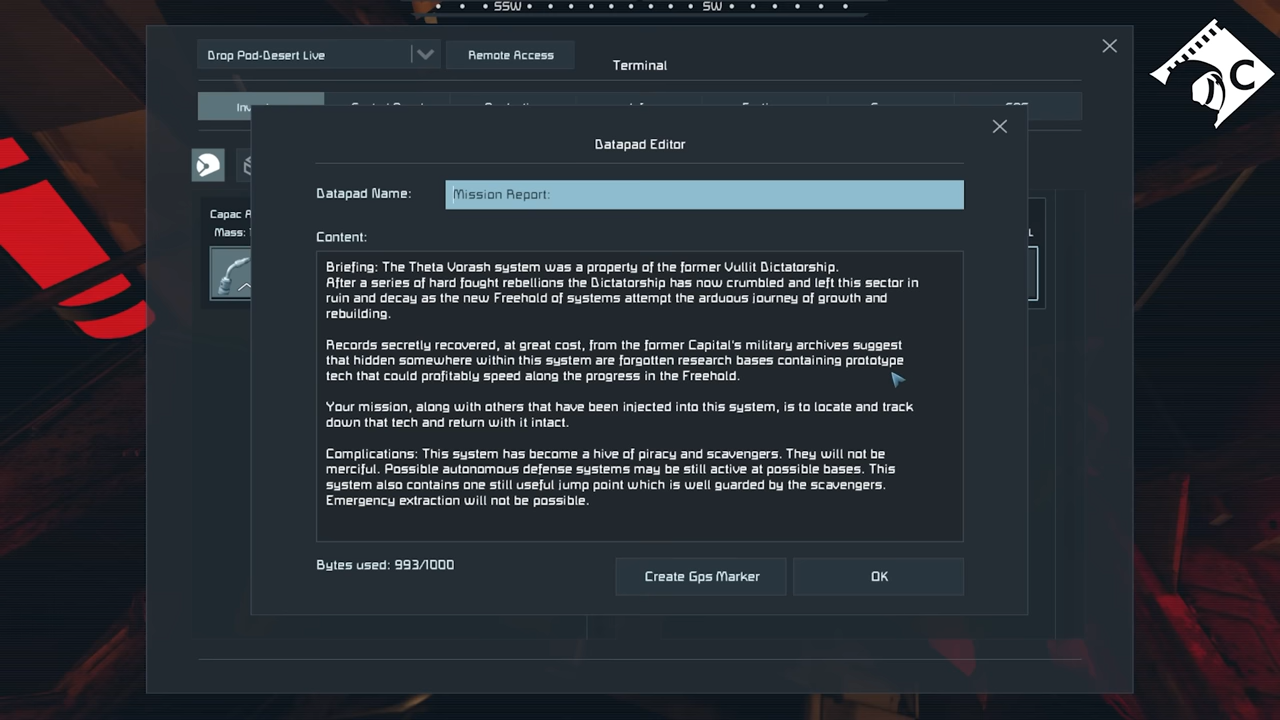 SSW SW
Drop Pod-Desert Live
Remote Access
Terminal
C
Datapad Editor
Datapad Name:
Mission Report:
Capac
Mass:
Content:
Briefing: The Theta Vorash system was a property of the former Vullit Dictatorship.
After a series of hard fought rebellions the Dictatorship has now crumbled and left this sector in
ruin and decay as the new Freehold of systems attempt the arduous journey of growth and
rebuilding.
Records secretly recovered, at great cost, from the former Capital's military archives suggest
that hidden somewhere within this system are forgotten research bases containing prototype
tech that could profitably speed along the progress in the Freehold.
Your mission, along with others that have been injected into this system, is to locate and track
down that tech and return with it intact.
Complications: This system has become a hive of piracy and scavengers. They will not be
merciful. Possible autonomous defense systems may be still active at possible bases. This
system also contains one still useful jump point which is well guarded by the scavengers.
Emergency extraction will not be possible.
Bytes used: 993/1000
Create Gps Marker
OK